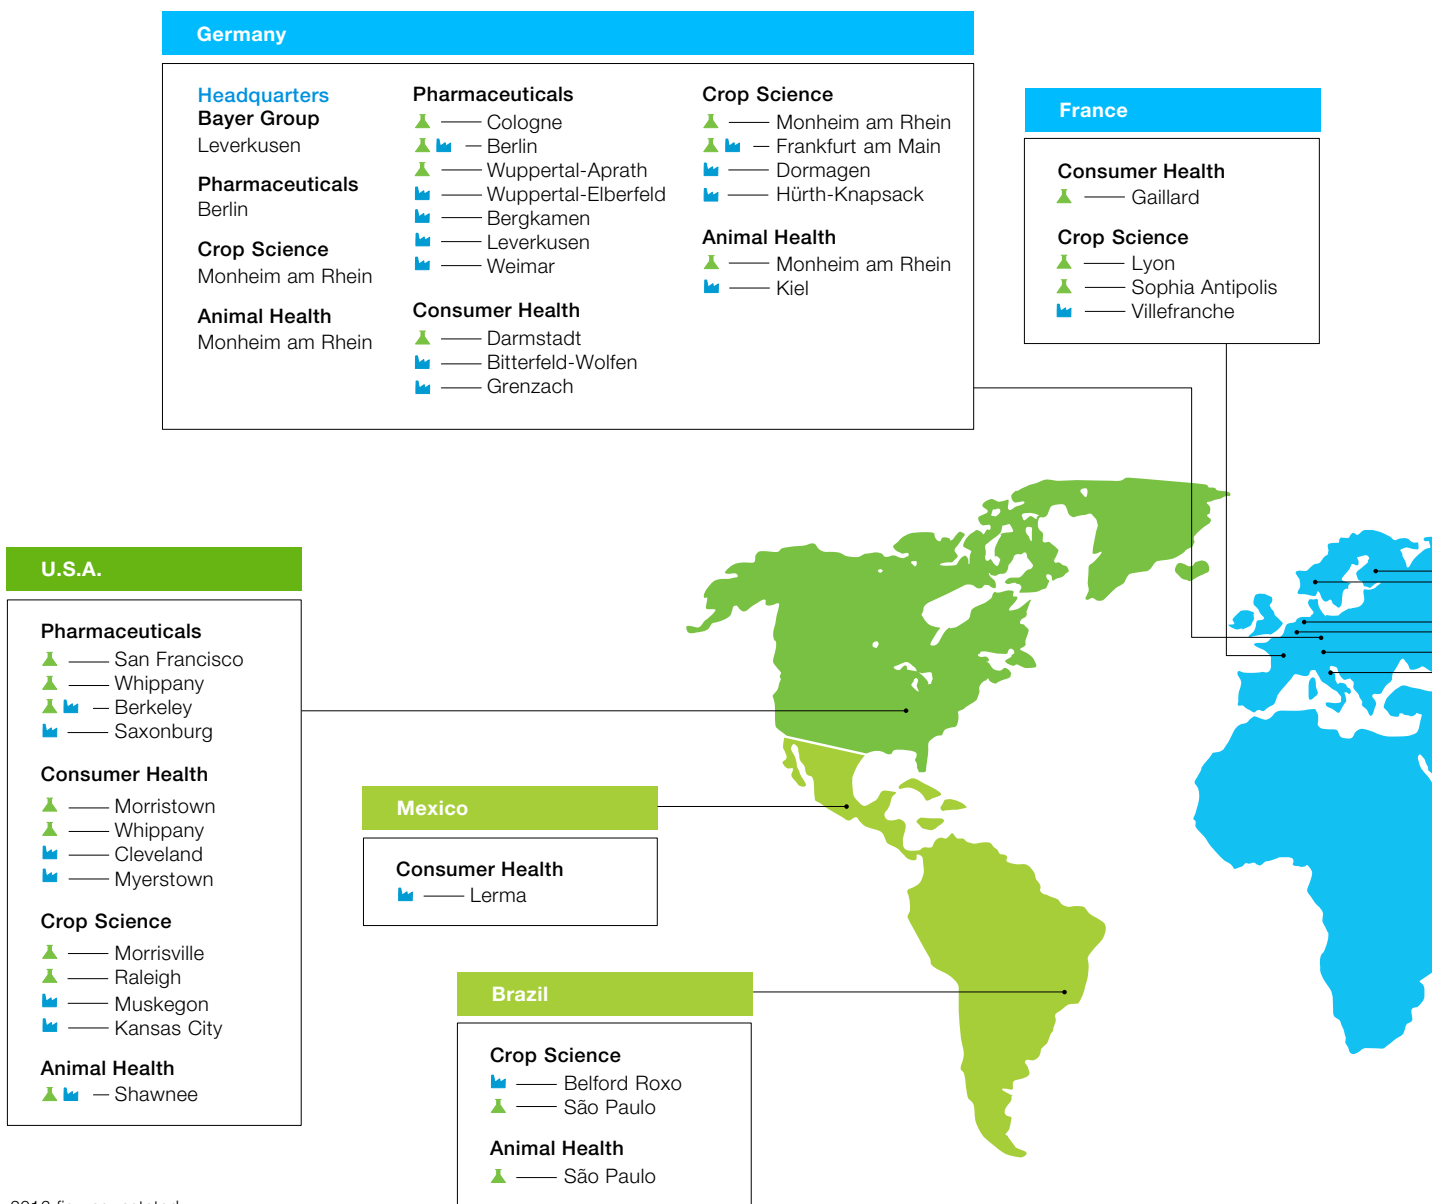 Germany
Headquarters
Bayer Group
Leverkusen
Pharmaceuticals
Berlin
Crop Science
Monheim am Rhein
Animal Health
Monheim am Rhein
Pharmaceuticals
Cologne
Berlin
Wuppertal-Aprath
Wuppertal-Elberfeld
Bergkamen
Leverkusen
Weimar
Consumer Health
Darmstadt
Bitterfeld-Wolfen
Grenzach
Crop Science
Monheim am Rhein
Frankfurt am Main
Dormagen
Hürth-Knapsack
Animal Health
Monheim am Rhein
Kiel
France
Consumer Health
Gaillard
Crop Science
Lyon
Sophia Antipolis
Villefranche
U.S.A.
Pharmaceuticals
San Francisco
Whippany
Berkeley
Saxonburg
Consumer Health
Morristown
Whippany
Cleveland
Myerstown
Crop Science
Morrisville
Raleigh
Muskegon
Kansas City
Animal Health
Shawnee
Mexico
Consumer Health
Lerma
Brazil
Crop Science
Belford Roxo
São Paulo
Animal Health
São Paulo